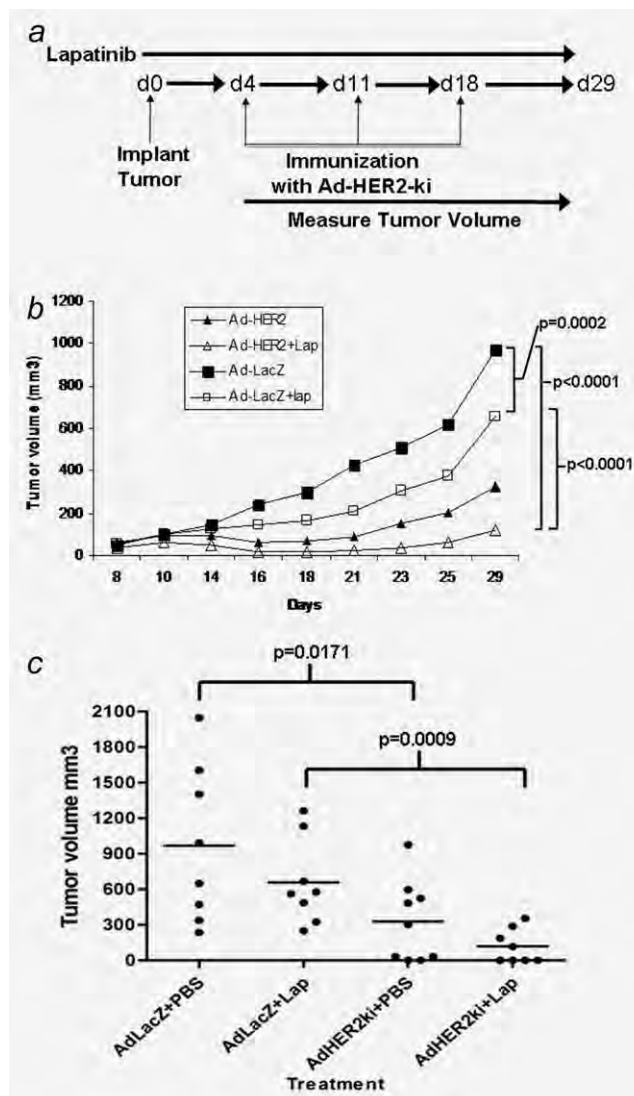 a
Lapatinib
d0 d4 d11 d18 d29
Implant
Tumor
Immunization
with Ad-HER2-ki
Measure Tumor Volume
b
Tumor volume (mm3)
1200
1000
800
600
400
200
0
Ad-HER2
Ad-HER2+Lap
Ad-LacZ
Ad-LacZ+lap
p=0.0002
p<0.0001
p<0.0001
8 10 14 16 18 21 23 25 29
Days
c
p=0.0171
p=0.0009
Tumor volume mm3
2100
1800
1500
1200
900
600
300
0
AdLacZ+PBS
AdLacZ+Lap
AdHER2ki+PBS
AdHER2ki+Lap
Treatment